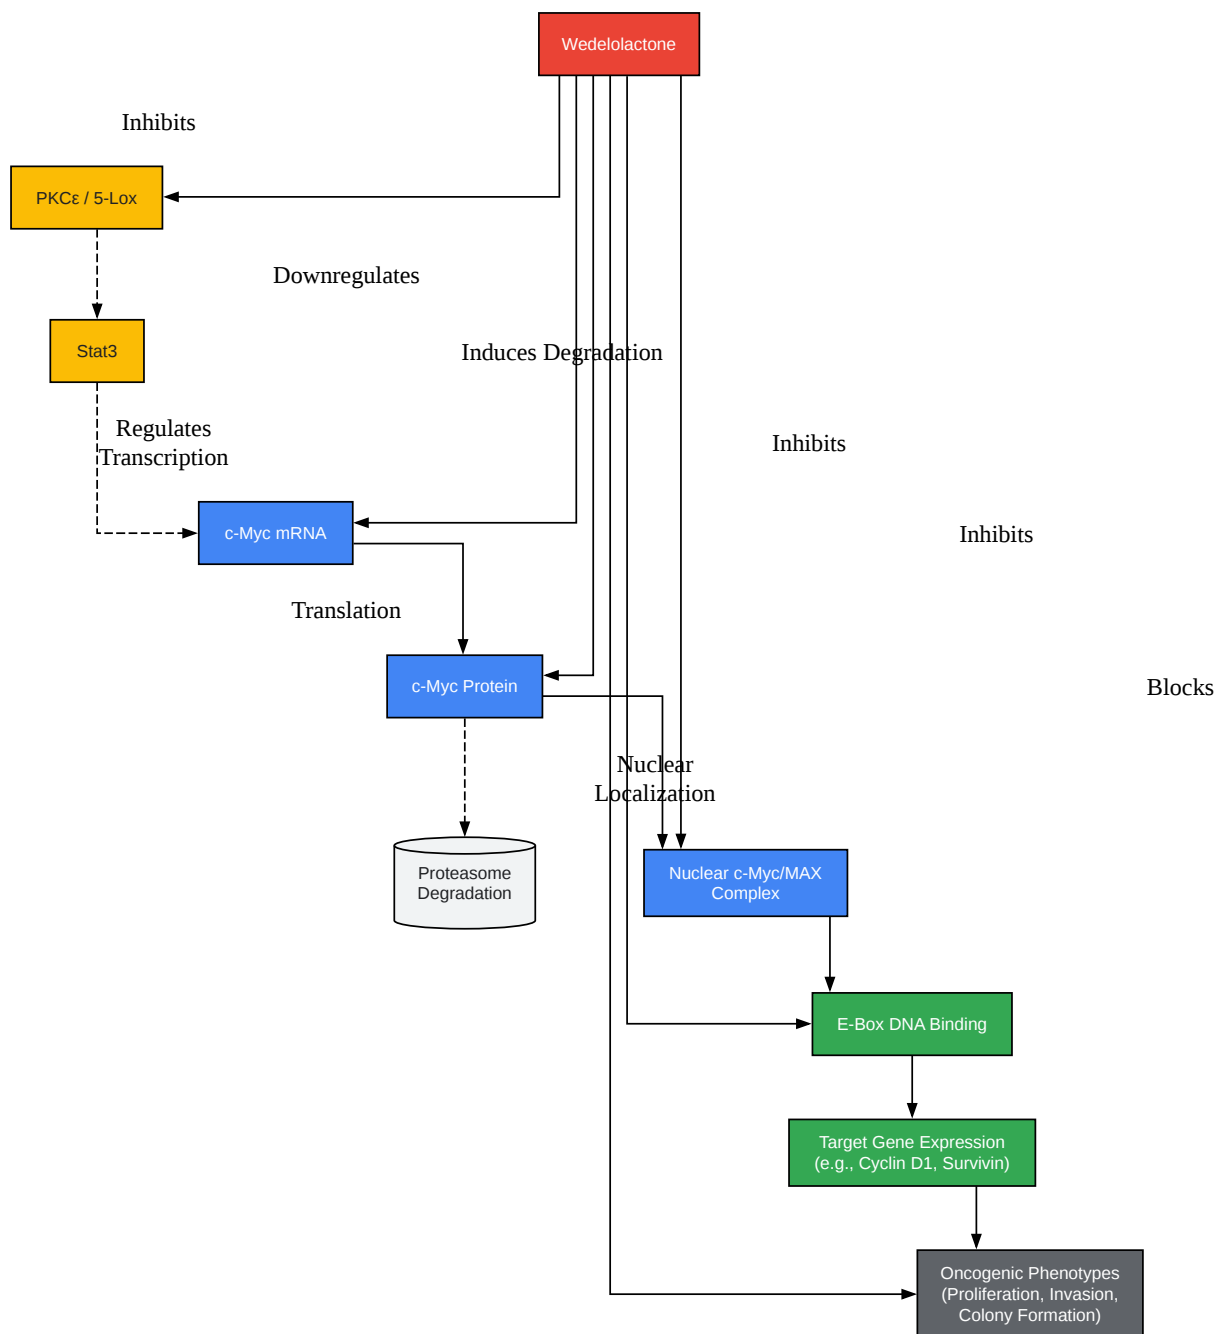 Wedelolactone
Inhibits
PKCε / 5-Lox
Downregulates
Stat3
Induces Degradation
Regulates
Transcription
Inhibits
c-Myc mRNA
Inhibits
Translation
c-Myc Protein
Blocks
Nuclear
Localization
Proteasome
Degradation
Nuclear c-Myc/MAX
Complex
E-Box DNA Binding
Target Gene Expression
(e.g., Cyclin D1, Survivin)
Oncogenic Phenotypes
(Proliferation, Invasion,
Colony Formation)